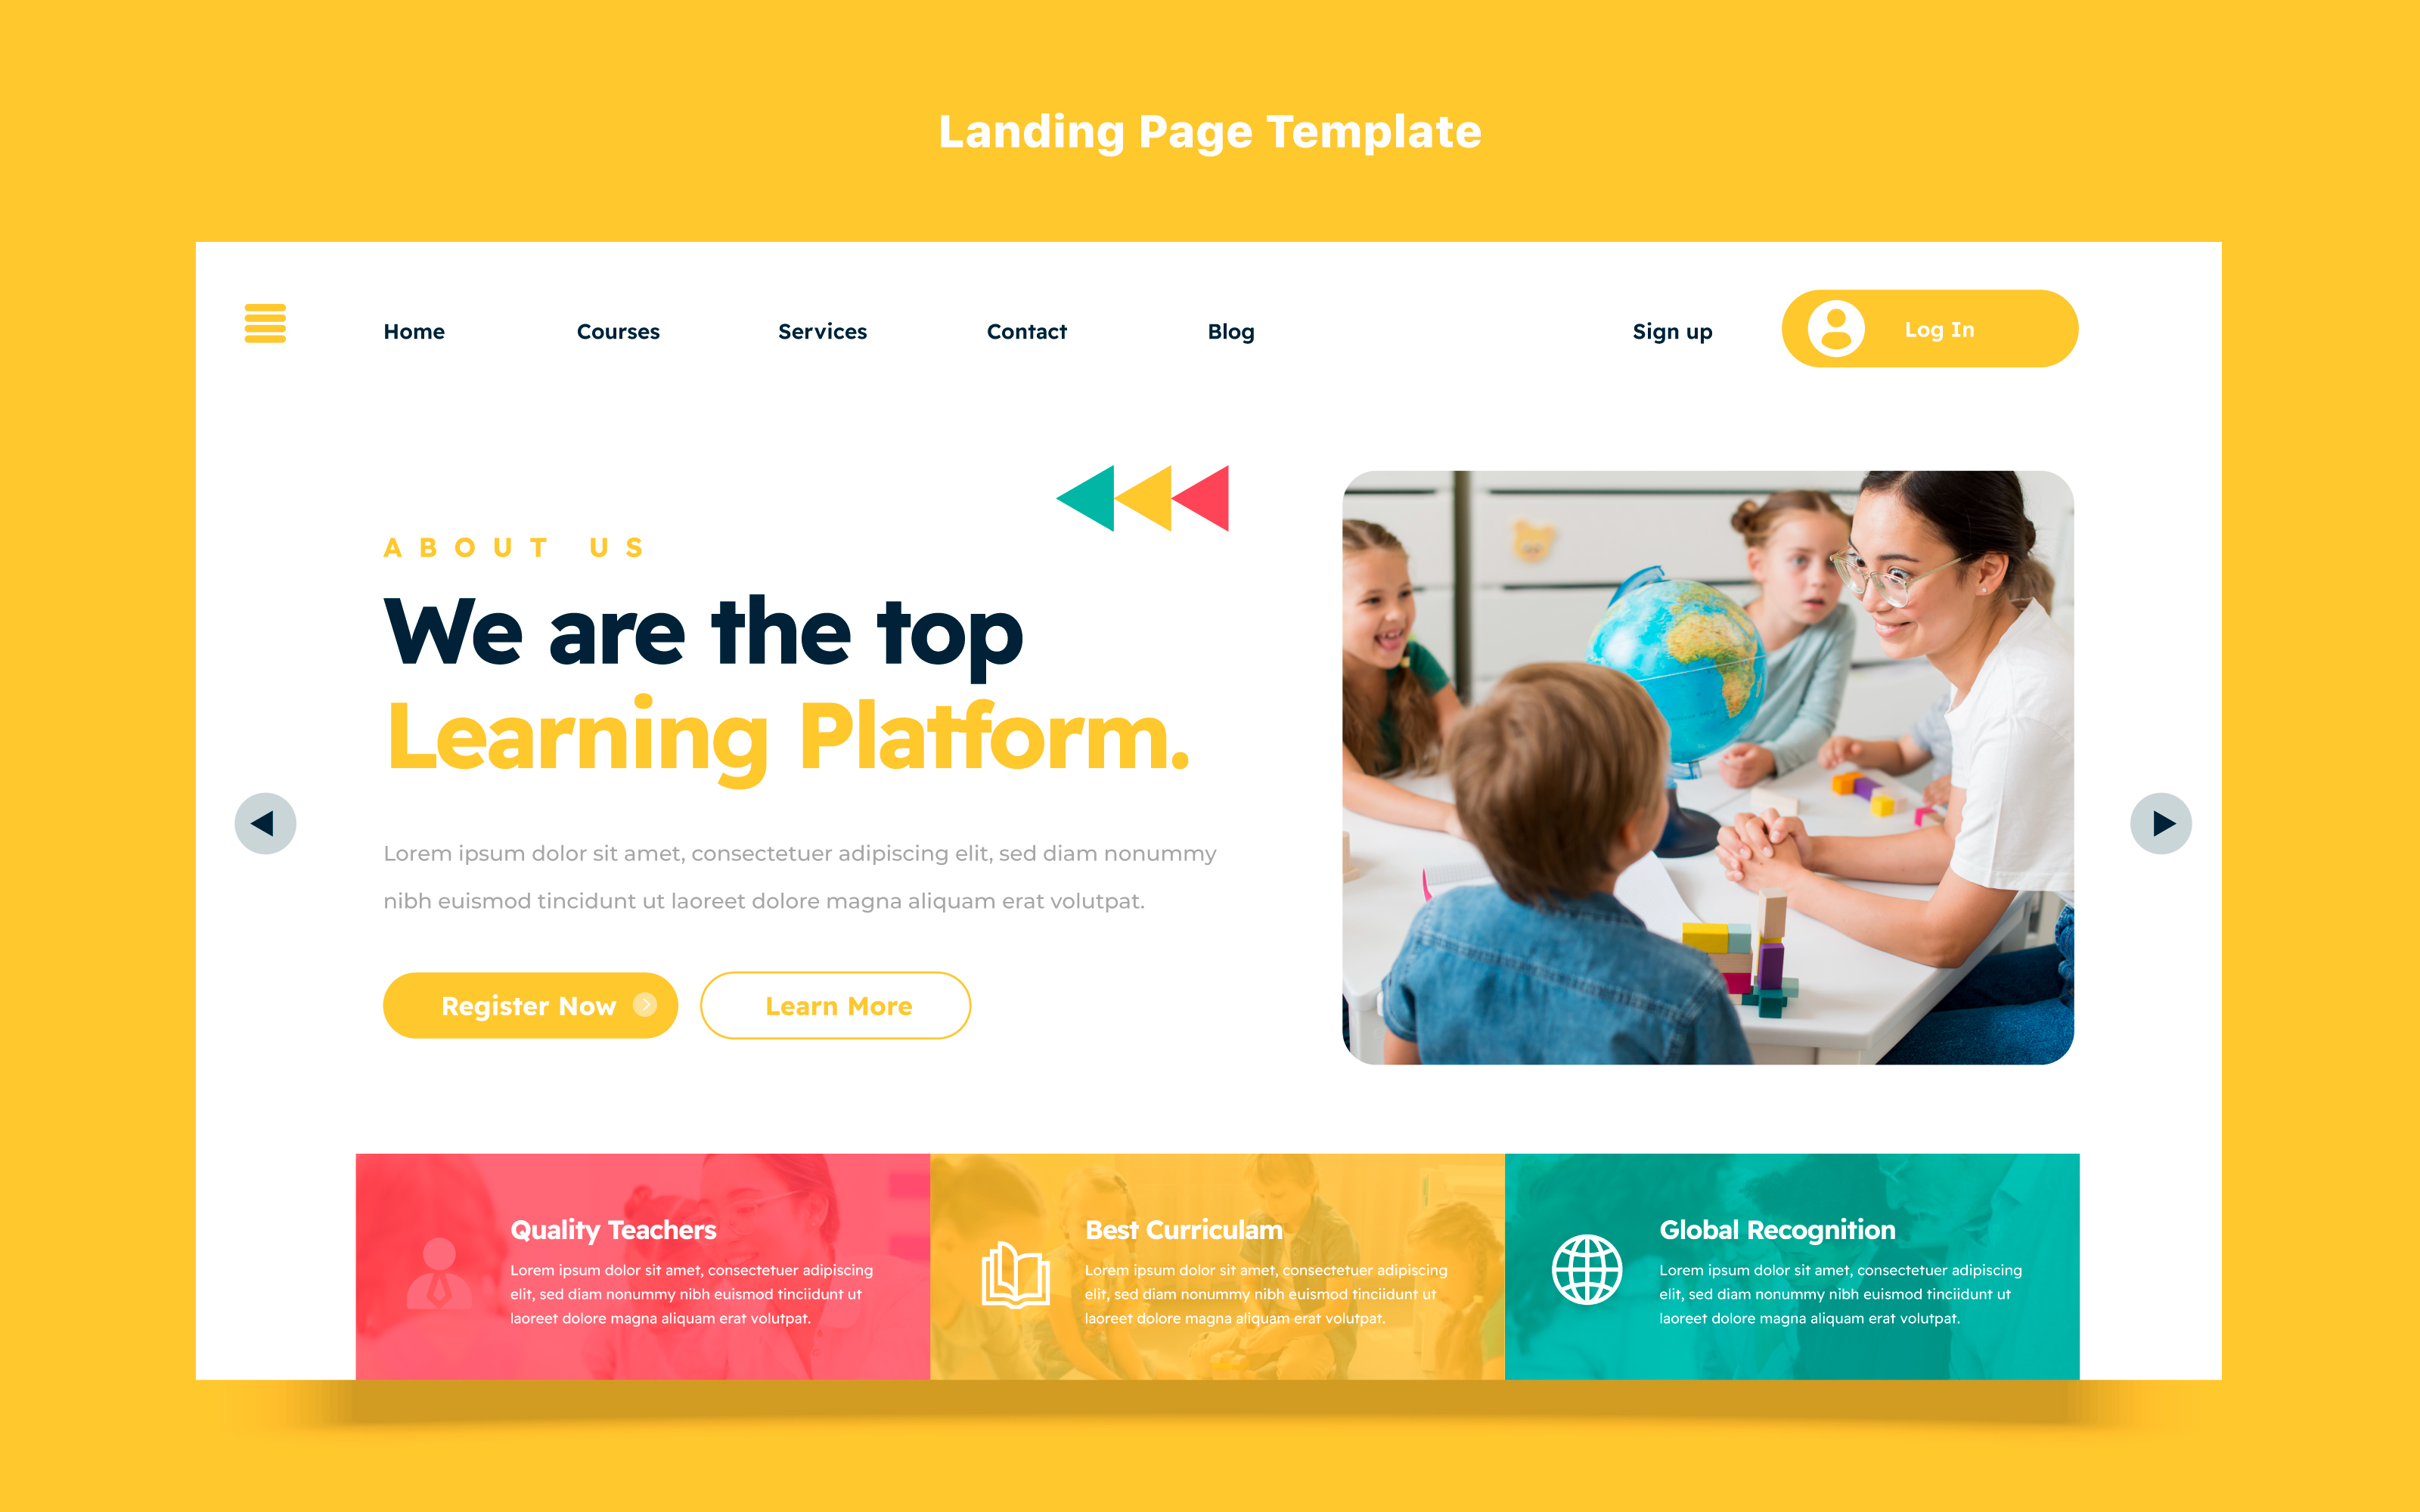 Landing Page Template
Home Courses Services Contact Blog Sign up Log In
ABOUT US
We are the top
Learning Platform.
Lorem ipsum dolor sit amet, consectetuer adipiscing elit, sed diam nonummy
nibh euismod tincidunt ut laoreet dolore magna aliquam erat volutpat.
Register Now
Learn More
Quality Teachers
Lorem ipsum dolor sit amet, consectetuer adipiscing
elit, sed diam nonummy nibh euismod tinciidunt ut
laoreet dolore magna aliquam erat volutpat.
Best Curriculam
Lorem ipsum dolor sit amet, consectetuer adipiscing
elit, sed diam nonummy nibh euismod tinciidunt ut
laoreet dolore magna aliquam erat volutpat.
Global Recognition
Lorem ipsum dolor sit amet, consectetuer adipiscing
elit, sed diam nonummy nibh euismod tinciidunt ut
laoreet dolore magna aliquam erat volutpat.